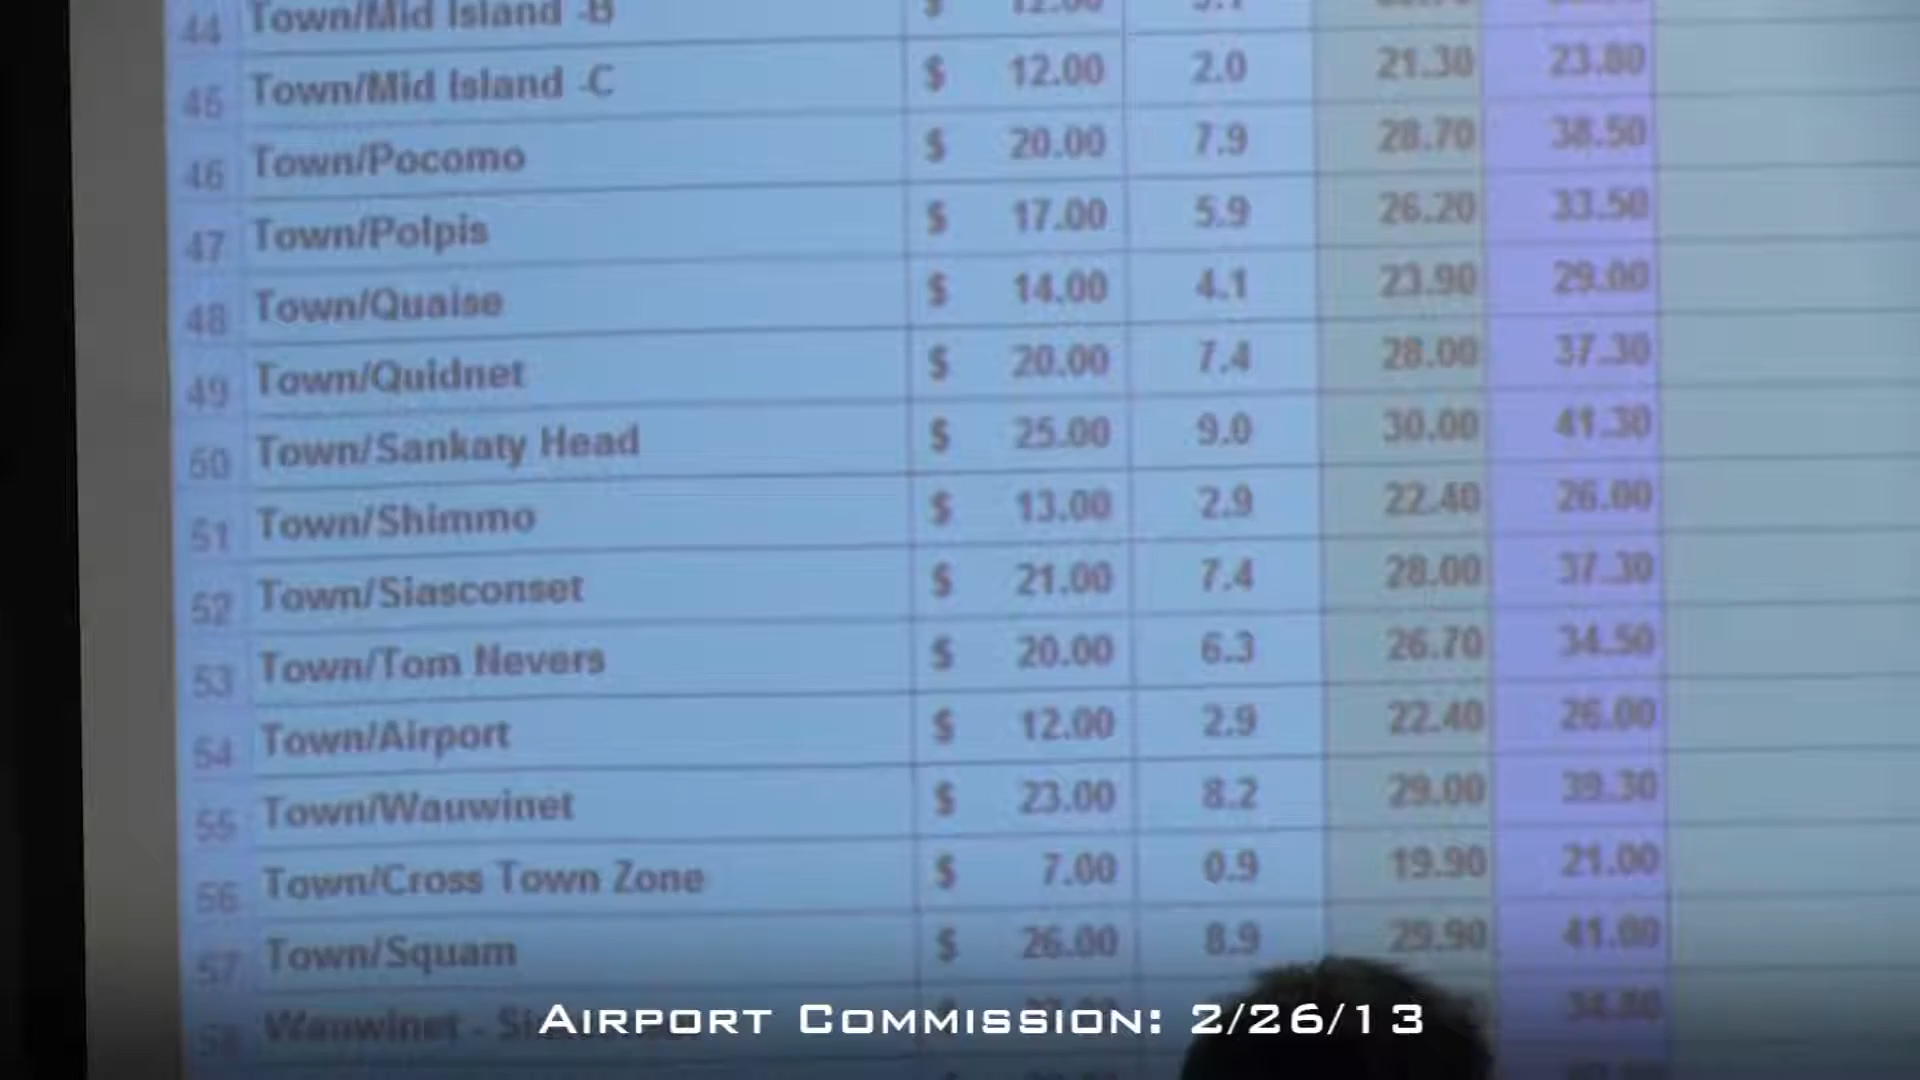 44 Town/Mid Island -B $ 12.00
45 Town/Mid Island -C $ 12.00 2.0 21.30 23.80
46 Town/Pocomo $ 20.00 7.9 28.70 38.50
47 Town/Polpis $ 17.00 5.9 26.20 33.50
48 Town/Quaise $ 14.00 4.1 23.90 29.00
49 Town/Quidnet $ 20.00 7.4 28.00 37.30
50 Town/Sankaty Head $ 25.00 9.0 30.00 41.30
51 Town/Shimmo $ 13.00 2.9 22.40 26.00
52 Town/Siasconset $ 21.00 7.4 28.00 37.30
53 Town/Tom Nevers $ 20.00 6.3 26.70 34.50
54 Town/Airport $ 12.00 2.9 22.40 26.00
55 Town/Wauwinet $ 23.00 8.2 29.00 39.30
56 Town/Cross Town Zone $ 7.00 0.9 19.90 21.00
57 Town/Squam $ 26.00 8.9 29.90 41.00
58 Wauwinet - 34.80
Airport Commission: 2/26/13